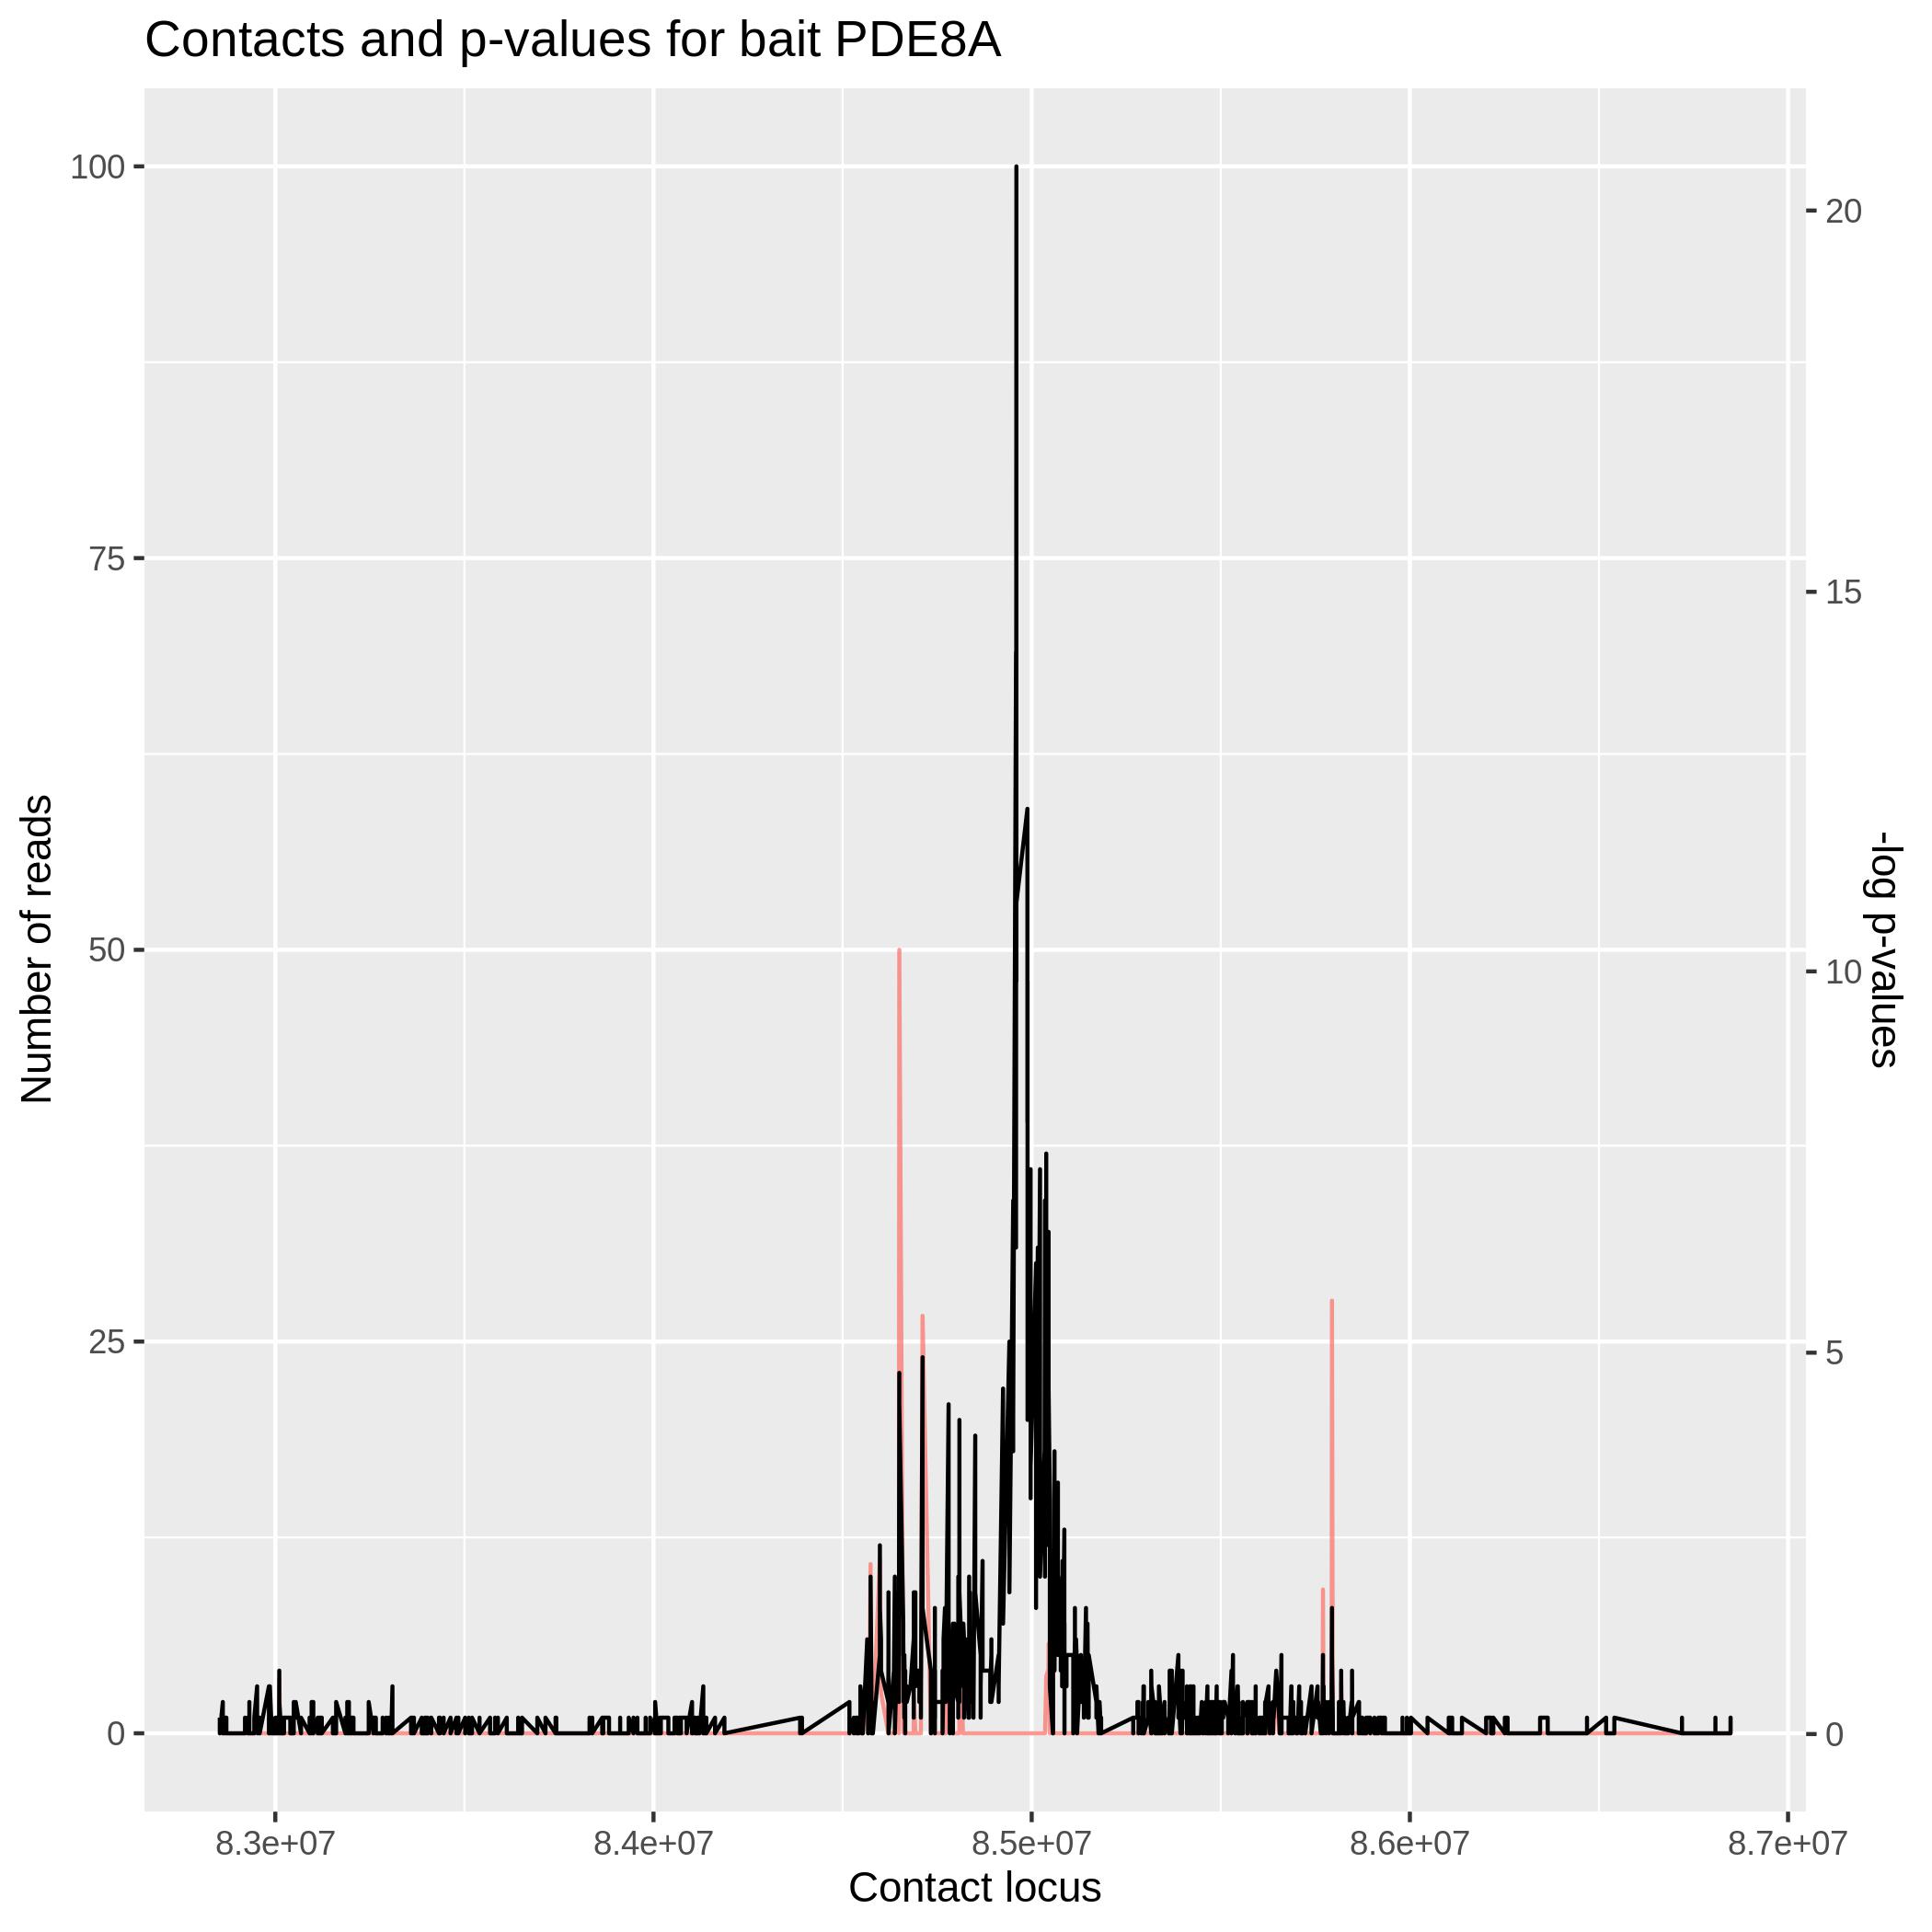 Contacts and p-values for bait PDE8A
100
75
50
25
0
Number of reads
20
15
10
5
0
-log p-values
8.3e+07
8.4e+07
8.5e+07
8.6e+07
8.7e+07
Contact locus